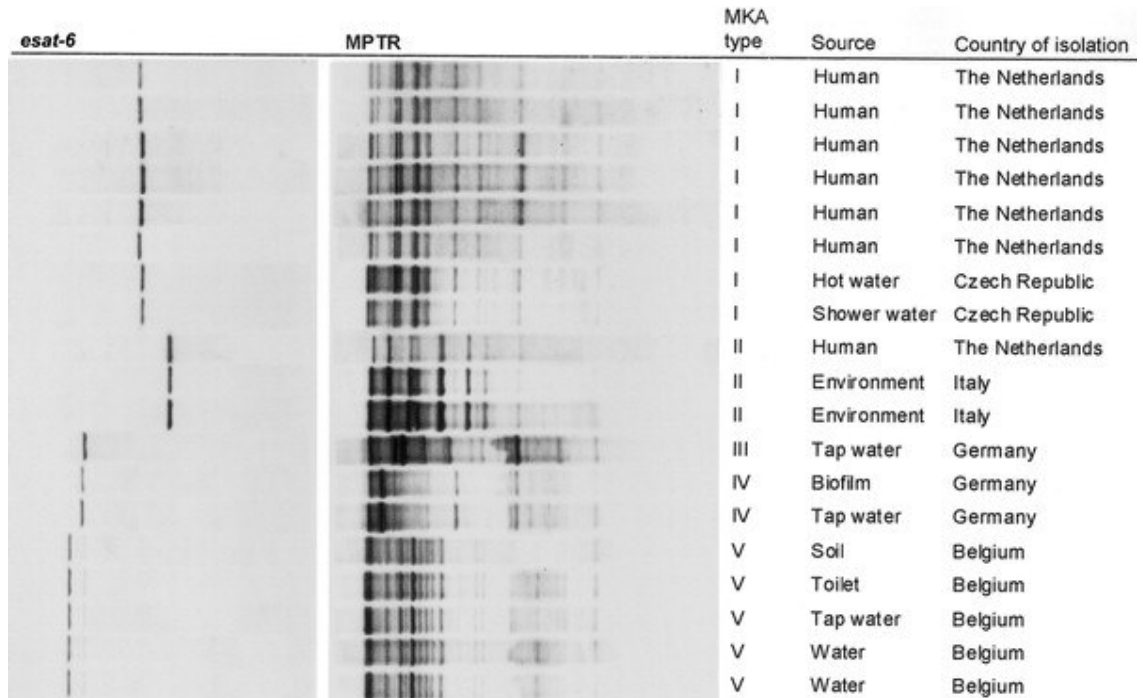 esat-6 MPTR MKA type Source Country of isolation
I Human The Netherlands
I Human The Netherlands
I Human The Netherlands
I Human The Netherlands
I Human The Netherlands
I Human The Netherlands
I Hot water Czech Republic
I Shower water Czech Republic
II Human The Netherlands
II Environment Italy
II Environment Italy
III Tap water Germany
IV Biofilm Germany
IV Tap water Germany
V Soil Belgium
V Toilet Belgium
V Tap water Belgium
V Water Belgium
V Water Belgium